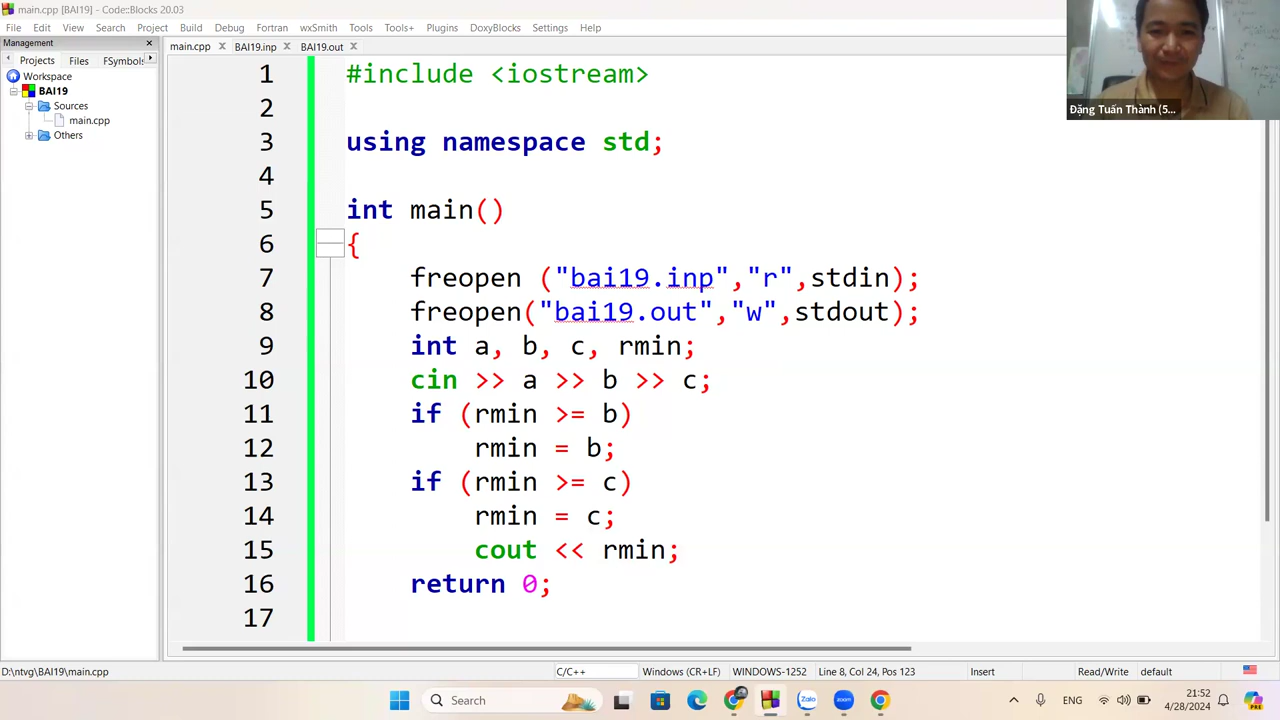 main.cpp [BAI19] - Code::Blocks 20.03
File Edit View Search Project Build Debug Fortran wxSmith Tools Tools+ Plugins DoxyBlocks Settings Help
Management
Projects Files FSymbols
Workspace
BAI19
Sources
main.cpp
Others
main.cpp BAI19.inp BAI19.out
1 #include <iostream>
2
3 using namespace std;
4
5 int main()
6 {
7 freopen ("bai19.inp","r",stdin);
8 freopen("bai19.out","w",stdout);
9 int a, b, c, rmin;
10 cin >> a >> b >> c;
11 if (rmin >= b)
12 rmin = b;
13 if (rmin >= c)
14 rmin = c;
15 cout << rmin;
16 return 0;
17
Đặng Tuấn Thành (5...
D:\ntvg\BAI19\main.cpp C/C++ Windows (CR+LF) WINDOWS-1252 Line 8, Col 24, Pos 123 Insert Read/Write default
Search
Zalo
zoom
ENG
21:52
4/28/2024
PRE